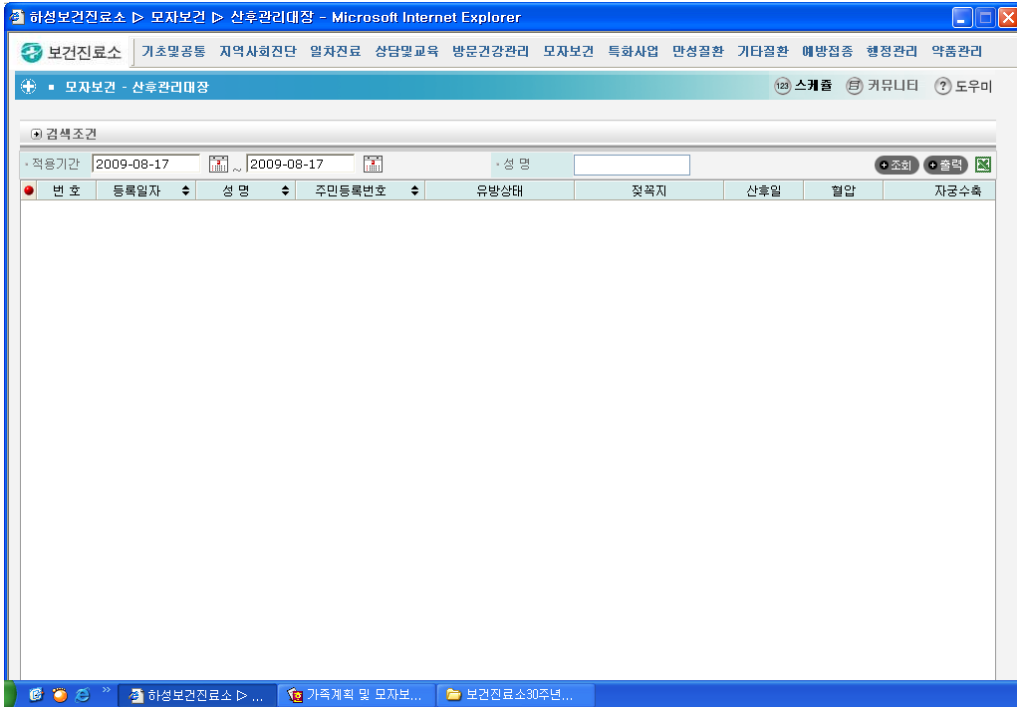 하성보건진료소 ▷ 모자보건 ▷ 산후관리대장 - Microsoft Internet Explorer
보건진료소 기초및공통 지역사회진단 일차진료 상담및교육 방문건강관리 모자보건 특화사업 만성질환 기타질환 예방접종 행정관리 약품관리
모자보건 - 산후관리대장 123 스케쥴 커뮤니티 ? 도우미
검색조건
적용기간 2009-08-17 ~ 2009-08-17 성 명 조회 출력
번 호 등록일자 성 명 주민등록번호 유방상태 젖꼭지 산후일 혈압 자궁수축
하성보건진료소 ▷ ... 가족계획 및 모자보... 보건진료소30주년...